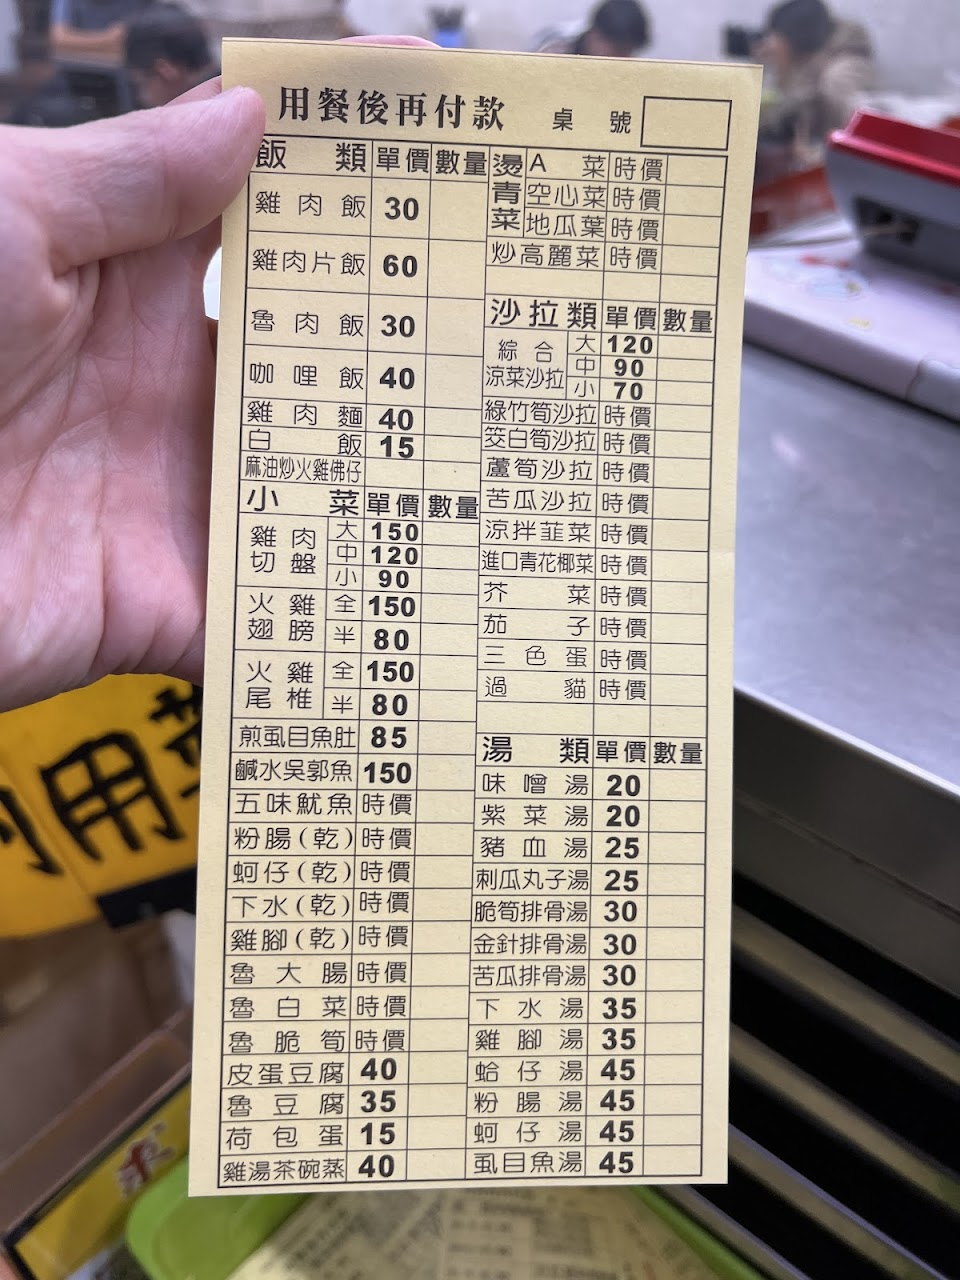 用餐後再付款 桌號
飯類 單價 數量
雞肉飯 30
雞肉片飯 60
魯肉飯 30
咖哩飯 40
雞肉麵 40
白飯 15
麻油炒火雞佛仔
小菜 單價 數量
雞肉切盤 大 150
中 120
小 90
火雞翅膀 全 150
半 80
火雞尾椎 全 150
半 80
煎虱目魚肚 85
鹹水吳郭魚 150
五味魷魚 時價
粉腸(乾) 時價
蚵仔(乾) 時價
下水(乾) 時價
雞腳(乾) 時價
魯大腸 時價
魯白菜 時價
魯脆筍 時價
皮蛋豆腐 40
魯豆腐 35
荷包蛋 15
雞湯茶碗蒸 40
燙青菜 A菜 時價
空心菜 時價
地瓜葉 時價
炒高麗菜 時價
沙拉類 單價 數量
綜合涼菜沙拉 大 120
中 90
小 70
綠竹筍沙拉 時價
筊白筍沙拉 時價
蘆筍沙拉 時價
苦瓜沙拉 時價
涼拌韭菜 時價
進口青花椰菜 時價
芥菜 時價
茄子 時價
三色蛋 時價
過貓 時價
湯類 單價 數量
味噌湯 20
紫菜湯 20
豬血湯 25
刺瓜丸子湯 25
脆筍排骨湯 30
金針排骨湯 30
苦瓜排骨湯 30
下水湯 35
雞腳湯 35
蛤仔湯 45
粉腸湯 45
蚵仔湯 45
虱目魚湯 45
用